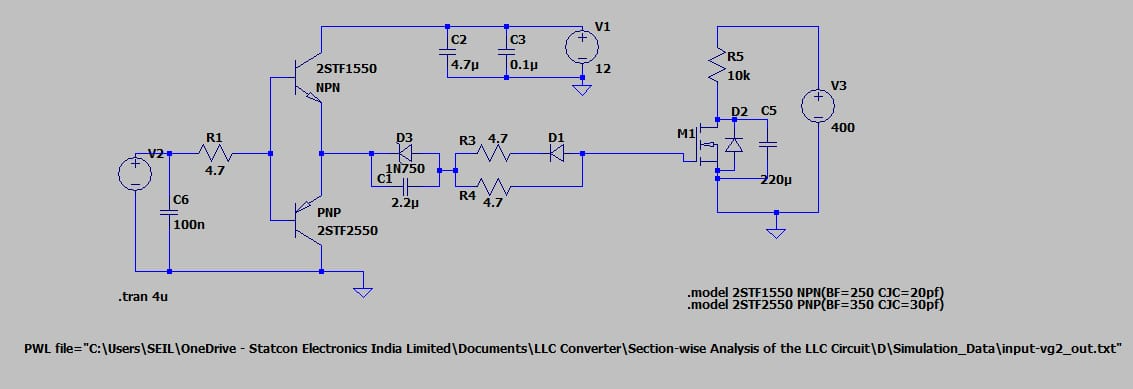 V1
C2
C3
4.7µ
0.1µ
12
2STF1550
NPN
R5
10k
V3
400
D2
C5
M1
220µ
V2
R1
4.7
D3
1N750
C1
2.2µ
R3
4.7
D1
R4
4.7
C6
100n
PNP
2STF2550
.tran 4u
.model 2STF1550 NPN(BF=250 CJC=20pf)
.model 2STF2550 PNP(BF=350 CJC=30pf)
PWL file="C:\Users\SEIL\OneDrive - Statcon Electronics India Limited\Documents\LLC Converter\Section-wise Analysis of the LLC Circuit\D\Simulation_Data\input-vg2_out.txt"